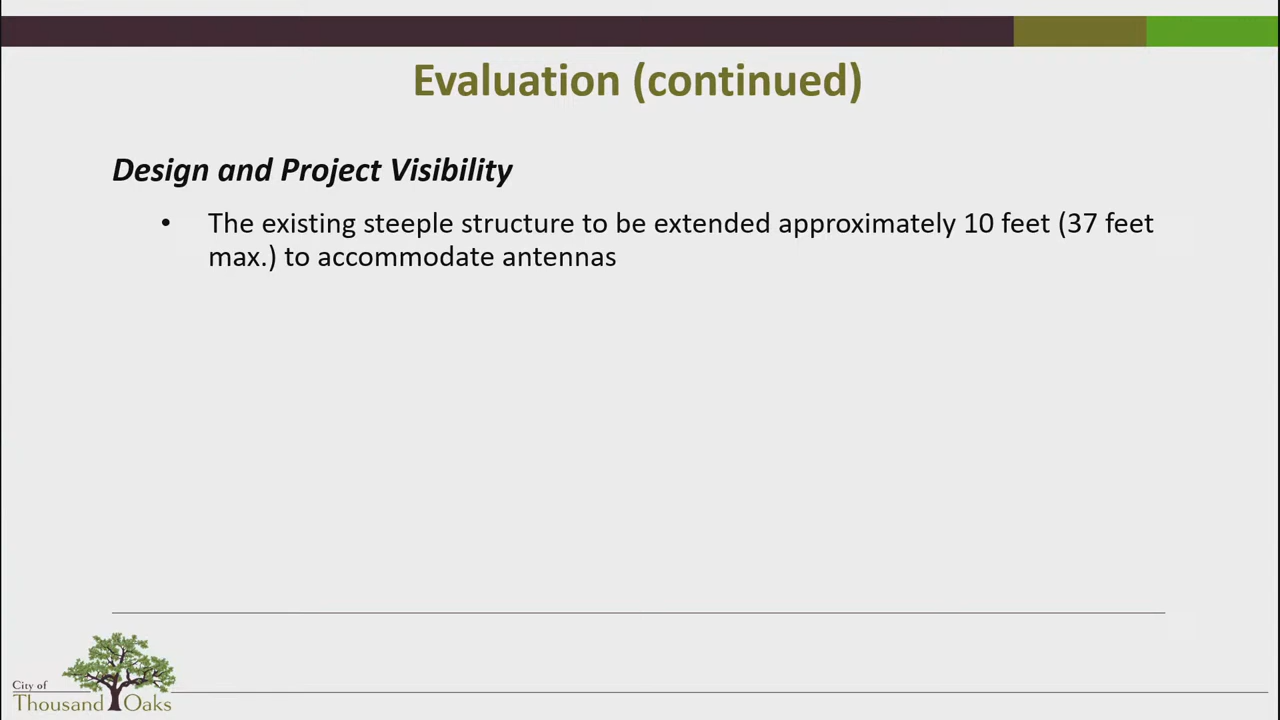 Evaluation (continued)
Design and Project Visibility
• The existing steeple structure to be extended approximately 10 feet (37 feet
max.) to accommodate antennas
City of
Thousand Oaks